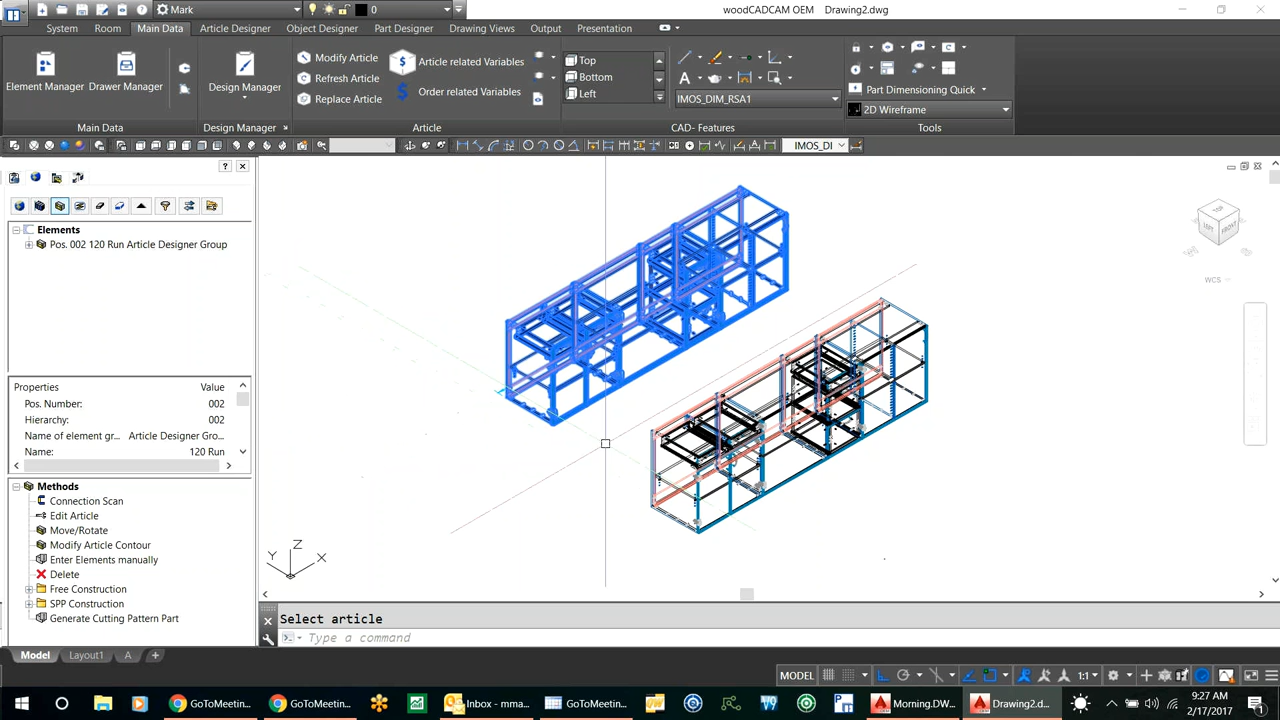 Mark
0
woodCADCAM OEM Drawing2.dwg
System Room Main Data Article Designer Object Designer Part Designer Drawing Views Output Presentation
Element Manager
Drawer Manager
Main Data
Design Manager
Design Manager
Modify Article
Refresh Article
Replace Article
Article related Variables
Order related Variables
Article
Top
Bottom
Left
IMOS_DIM_RSA1
CAD- Features
Part Dimensioning Quick
2D Wireframe
Tools
IMOS_DI
Elements
Pos. 002 120 Run Article Designer Group
Properties Value
Pos. Number: 002
Hierarchy: 002
Name of element gr... Article Designer Gro...
Name: 120 Run
Methods
Connection Scan
Edit Article
Move/Rotate
Modify Article Contour
Enter Elements manually
Delete
Free Construction
SPP Construction
Generate Cutting Pattern Part
TOP
LEFT
FRONT
WCS
Z
Y
X
Select article
Type a command
Model Layout1 A
MODEL
1:1
GoToMeetin...
GoToMeetin...
Inbox - mma...
GoToMeetin...
Morning.DW...
Drawing2.d...
9:27 AM
2/17/2017